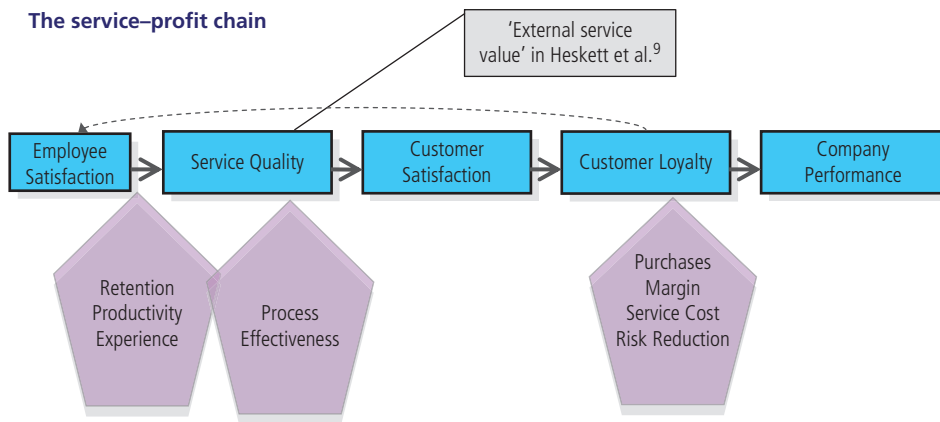 The service–profit chain
‘External service
value’ in Heskett et al.9
Employee
Satisfaction
Service Quality
Customer
Satisfaction
Customer Loyalty
Company
Performance
Retention
Productivity
Experience
Process
Effectiveness
Purchases
Margin
Service Cost
Risk Reduction